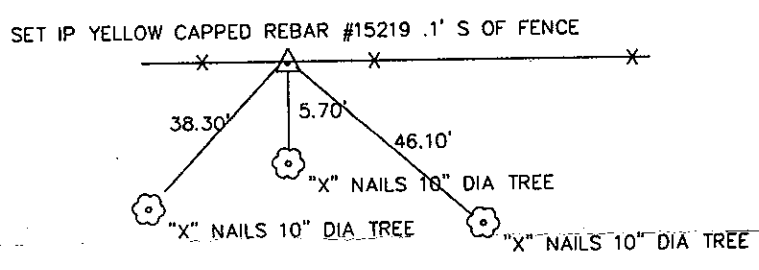 SET IP YELLOW CAPPED REBAR #15219 .1' S OF FENCE
38.30'
5.70'
46.10'
"X" NAILS 10" DIA TREE
"X" NAILS 10" DIA TREE
"X" NAILS 10" DIA TREE